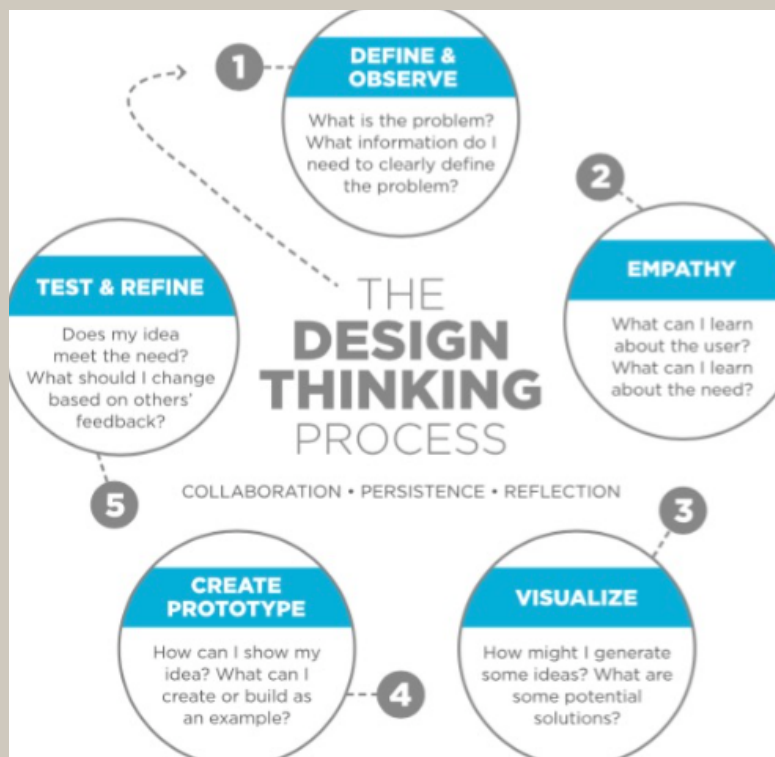 1
DEFINE &
OBSERVE
What is the problem?
What information do I
need to clearly define
the problem?
2
EMPATHY
What can I learn
about the user?
What can I learn
about the need?
THE
DESIGN
THINKING
PROCESS
COLLABORATION • PERSISTENCE • REFLECTION
3
VISUALIZE
How might I generate
some ideas? What are
some potential
solutions?
4
CREATE
PROTOTYPE
How can I show my
idea? What can I
create or build as
an example?
5
TEST & REFINE
Does my idea
meet the need?
What should I change
based on others'
feedback?